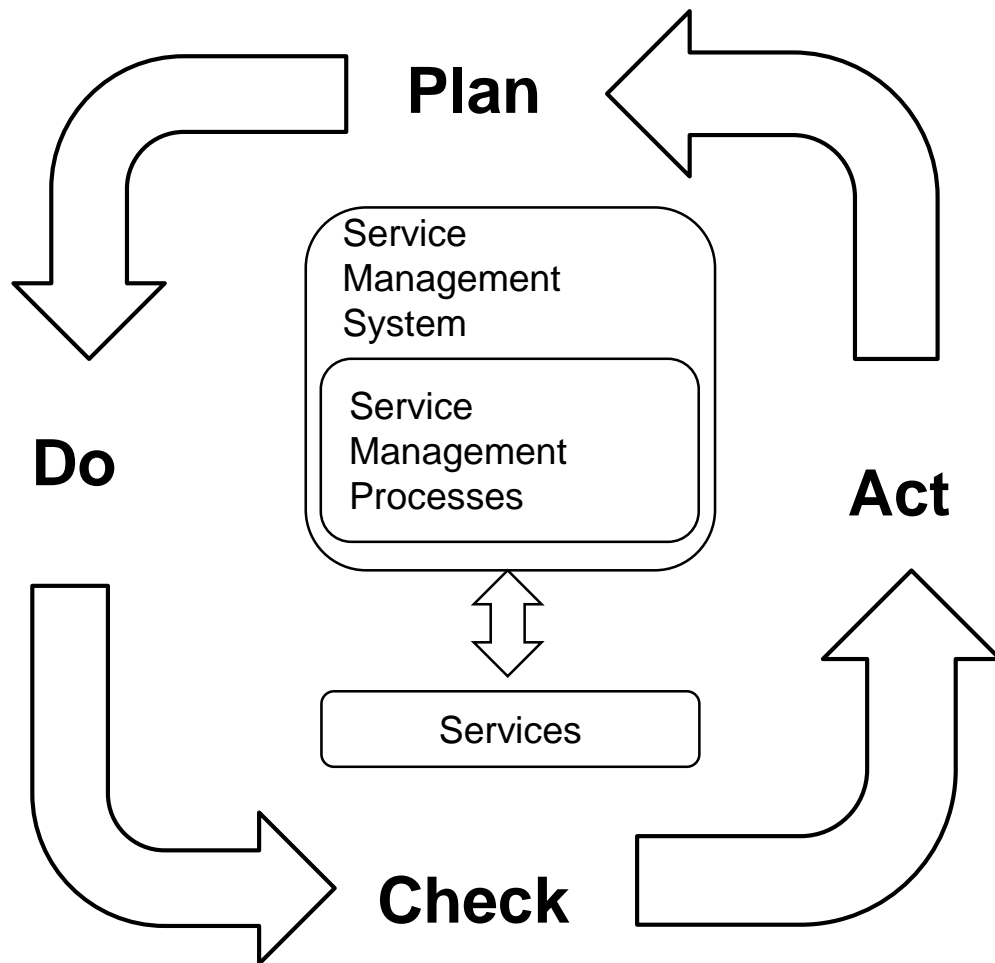 Plan
Service
Management
System
Service
Management
Processes
Do
Act
Services
Check